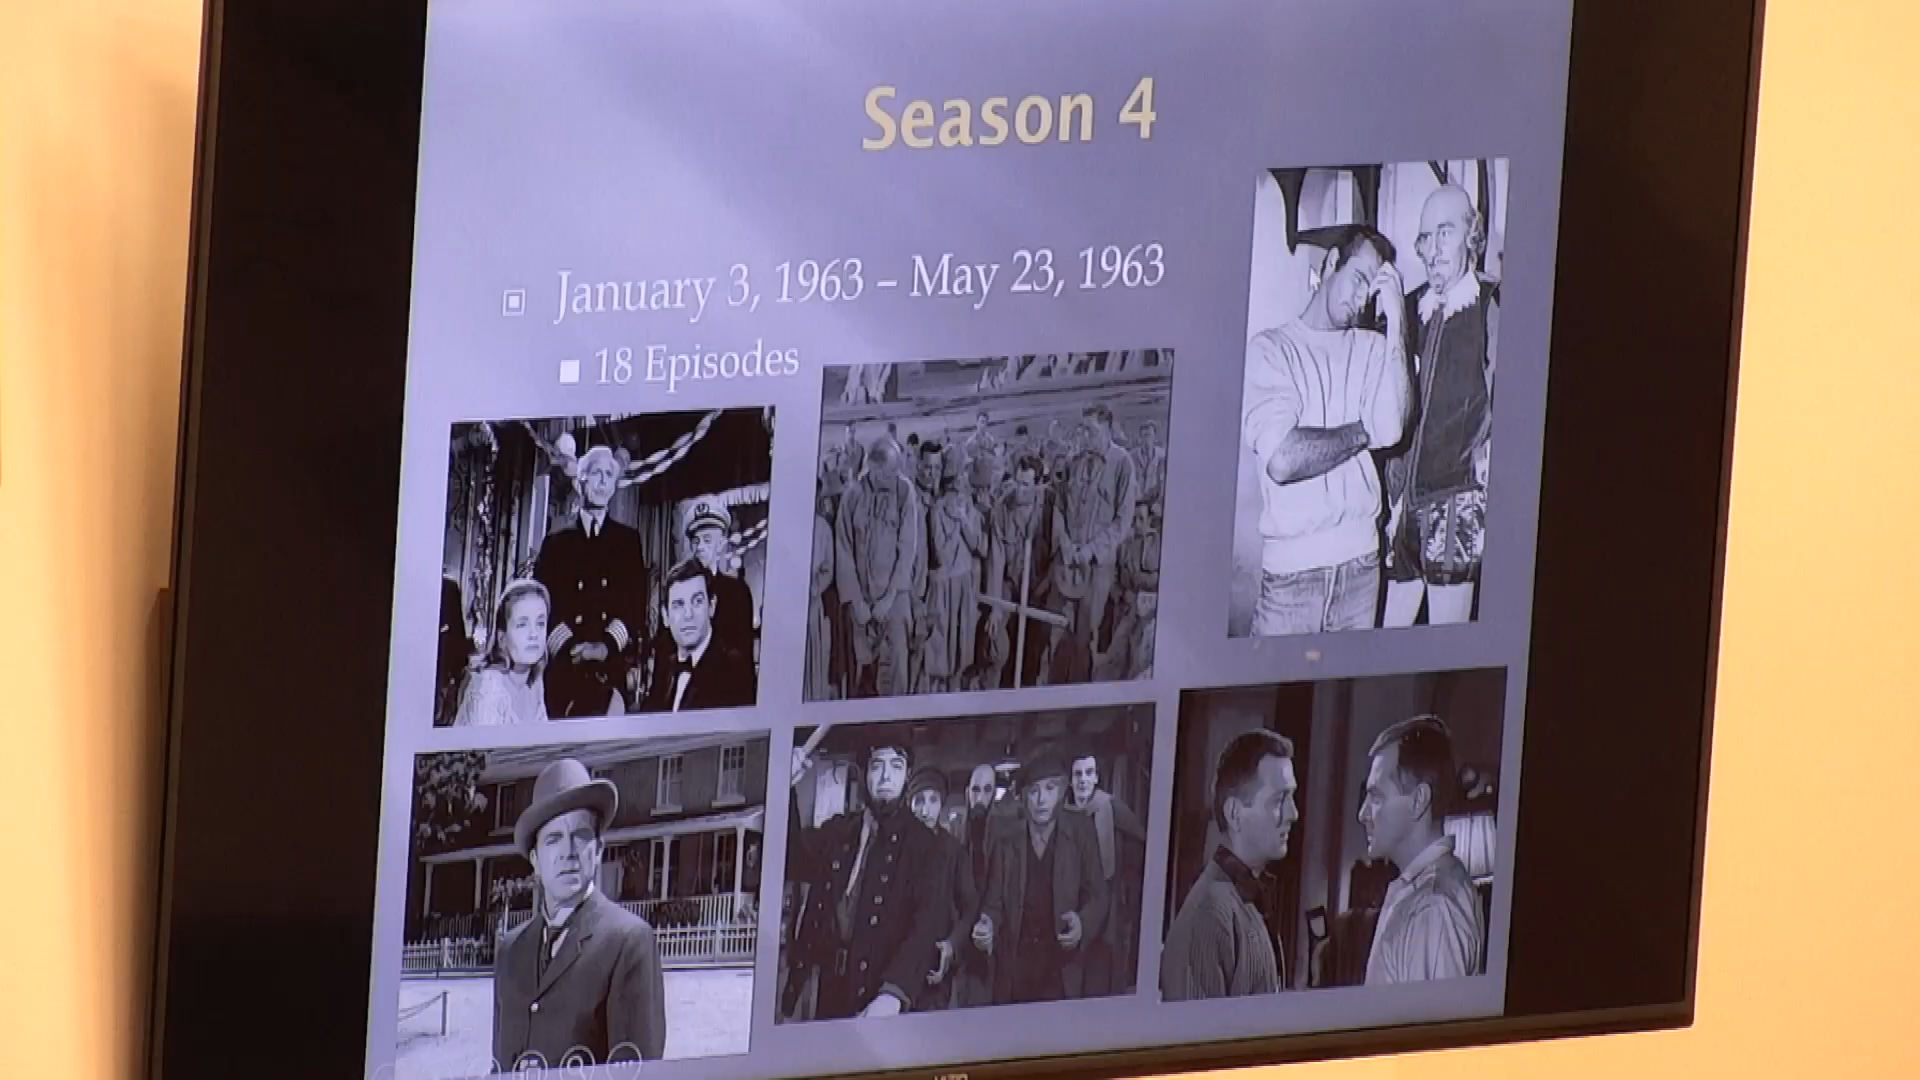 Season 4
January 3, 1963 – May 23, 1963
18 Episodes